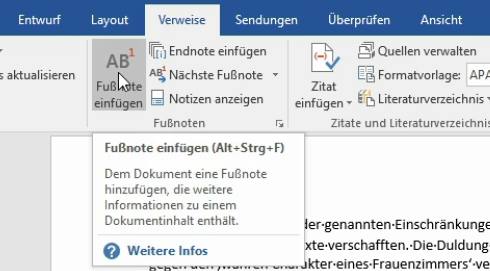 Entwurf Layout Verweise Sendungen Überprüfen Ansicht
AB¹ Endnote einfügen Quellen verwalten
s aktualisieren Fußnote AB¹ Nächste Fußnote Zitat Formatvorlage: APA
einfügen Notizen anzeigen einfügen Literaturverzeichnis
Fußnoten Zitate und Literaturverzeichnis
Fußnote einfügen (Alt+Strg+F)
Dem Dokument eine Fußnote
hinzufügen, die weitere
Informationen zu einem
Dokumentinhalt enthält.
Weitere Infos
der·genannten·Einschränkunge
xte·verschafften.·Die·Duldung
gegen·den·‚wahren·Charakter·eines·Frauenzimmers‘·ve